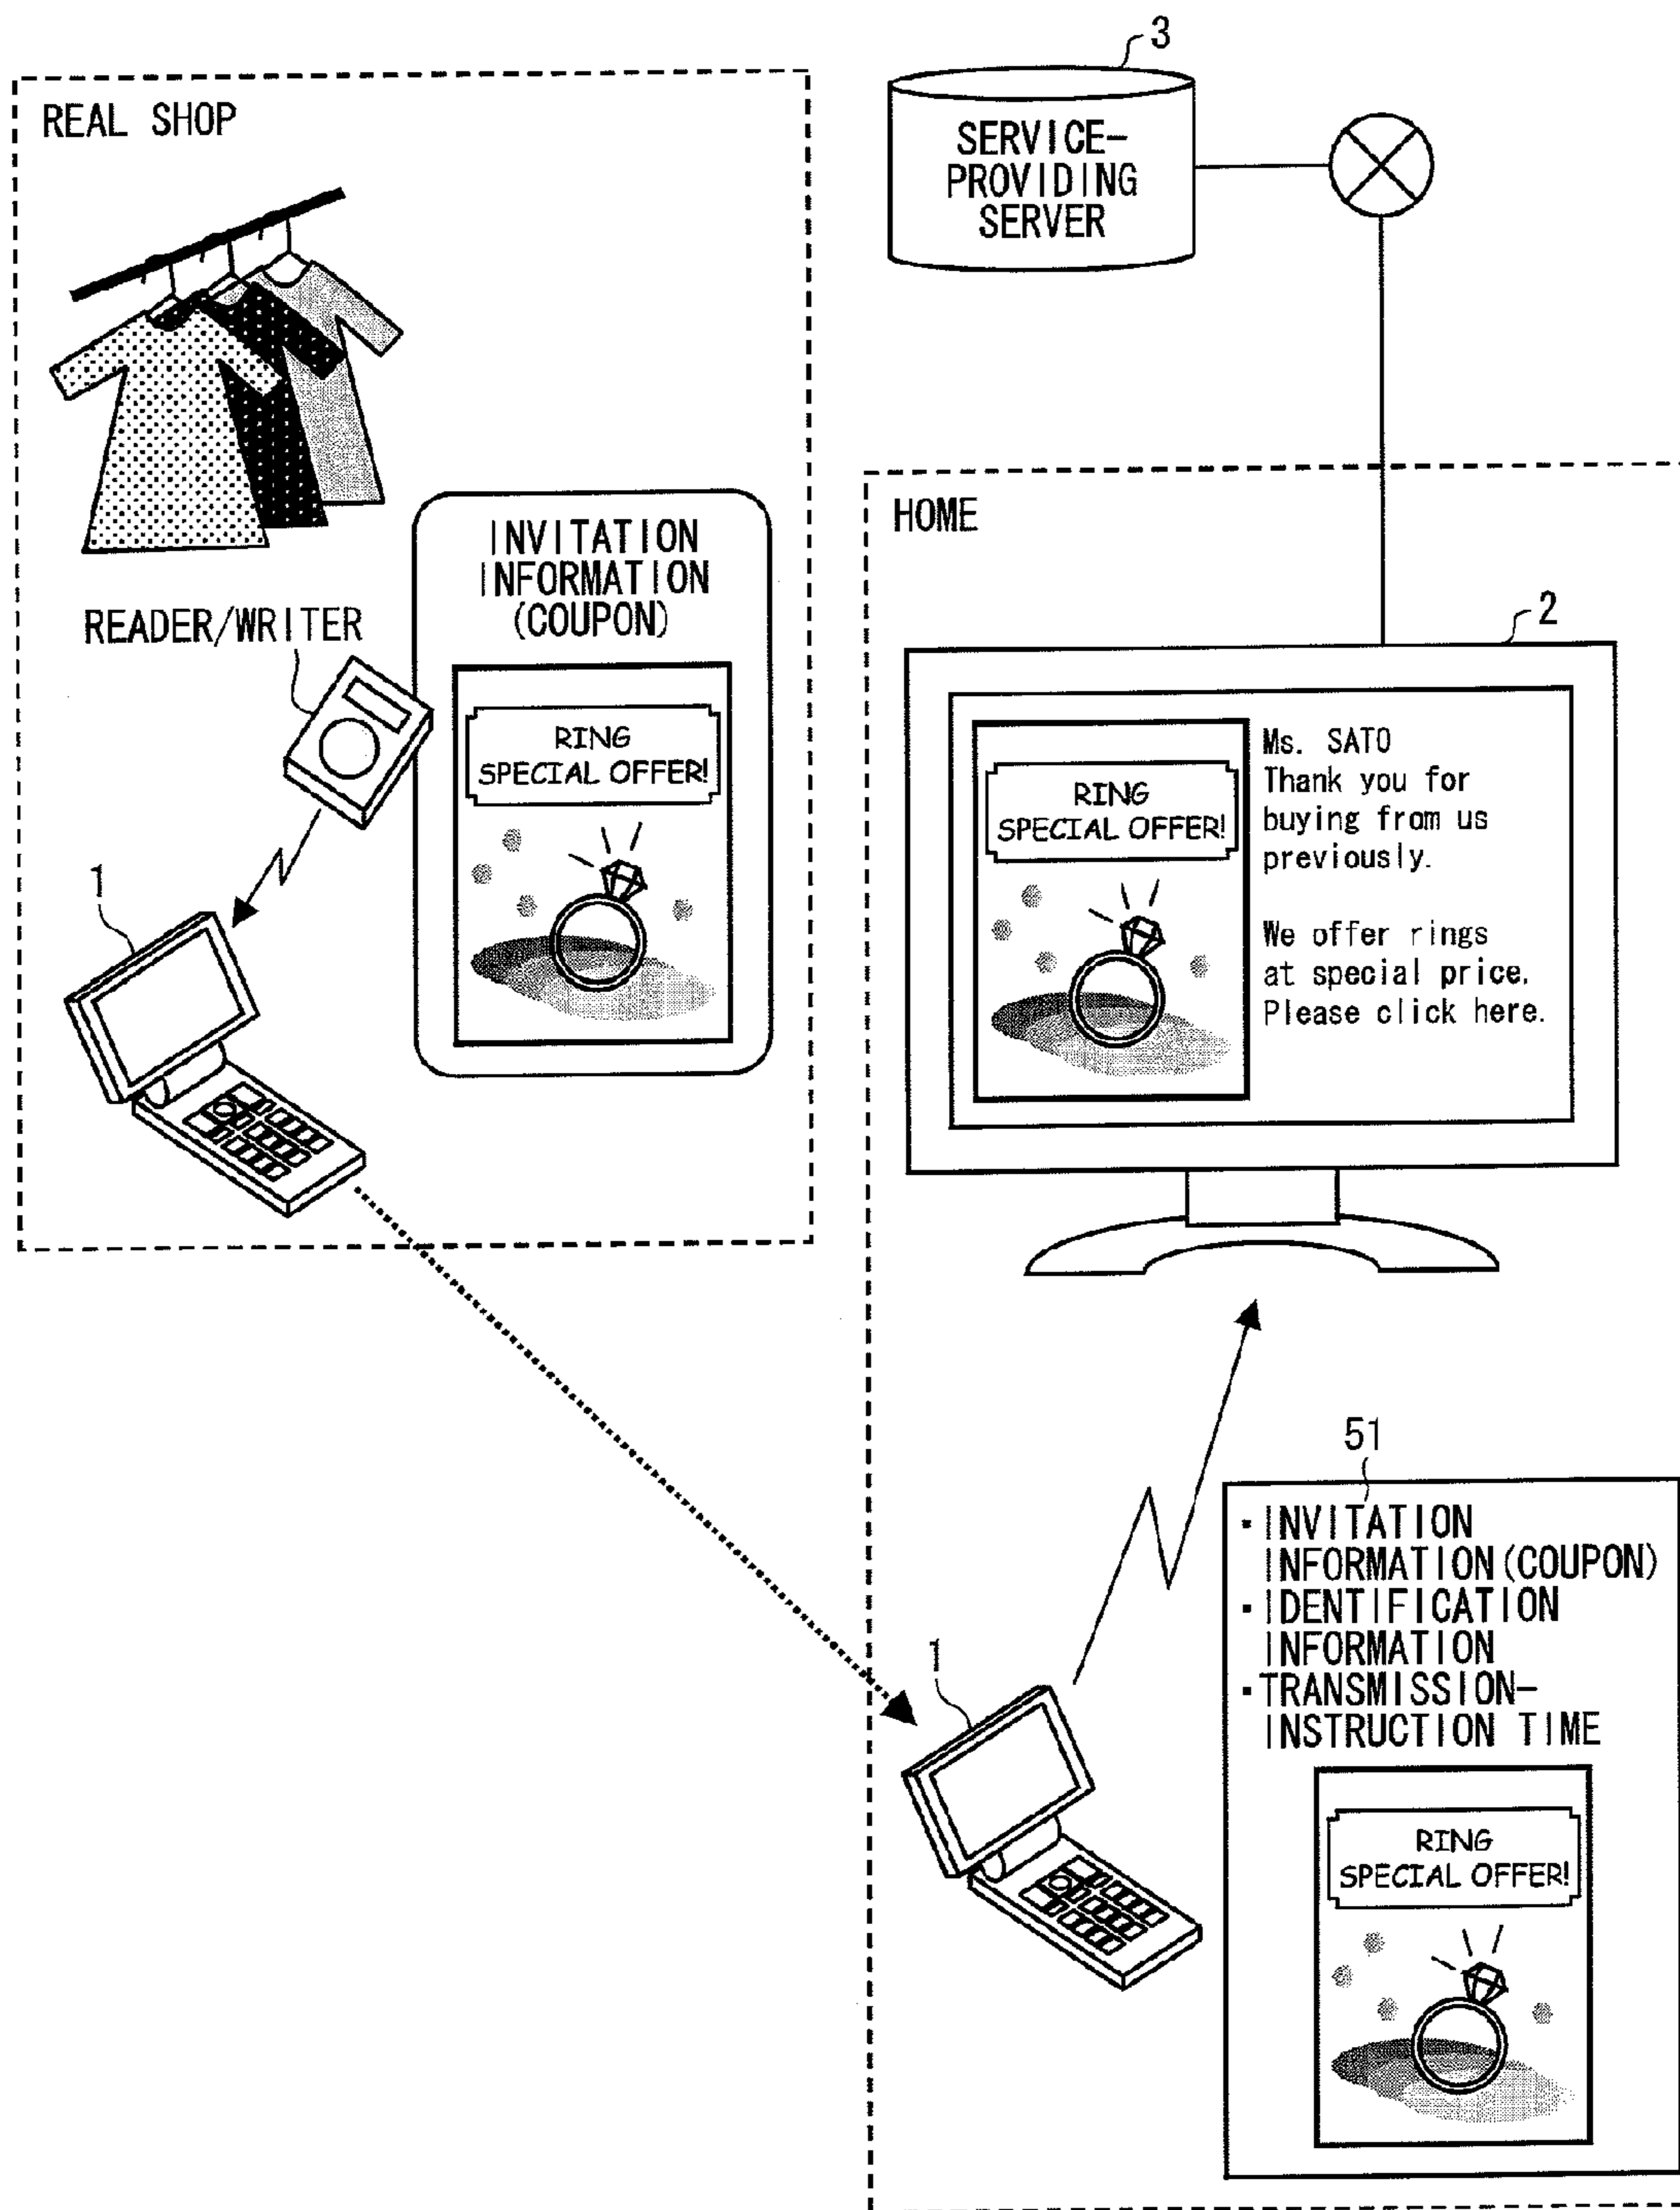 3
REAL SHOP
SERVICE-
PROVIDING
SERVER
HOME
INVITATION
INFORMATION
(COUPON)
READER/WRITER
2
RING
SPECIAL OFFER!
Ms. SATO
Thank you for
buying from us
previously.
We offer rings
at special price.
Please click here.
RING
SPECIAL OFFER!
1
51
・INVITATION
INFORMATION(COUPON)
・IDENTIFICATION
INFORMATION
・TRANSMISSION-
INSTRUCTION TIME
1
RING
SPECIAL OFFER!